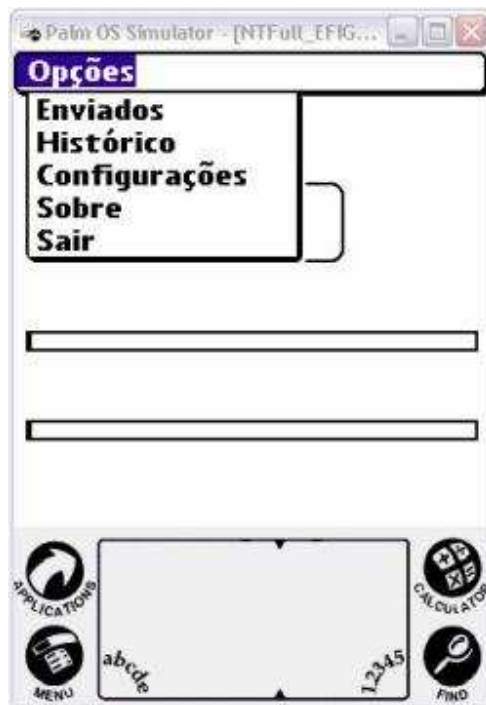 Palm OS Simulator - [NTFull_EFIG...
Opções
Enviados
Histórico
Configurações
Sobre
Sair
APPLICATIONS
CALCULATOR
abcde
12345
MENU
FIND